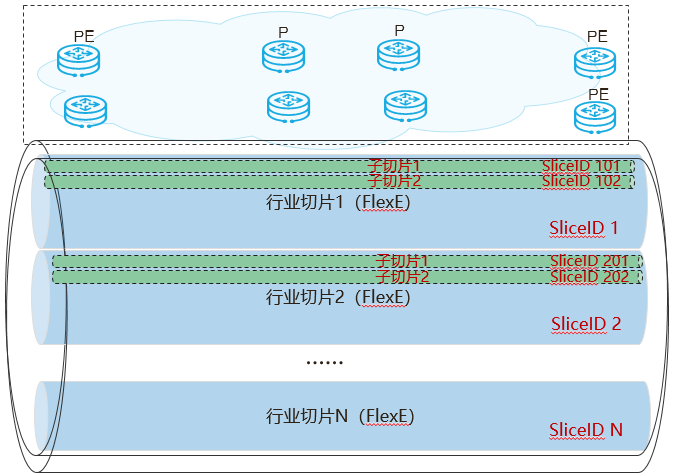 PE
P
P
PE
PE
子切片1 SliceID 101
子切片2 SliceID 102
行业切片1（FlexE）
SliceID 1
子切片1 SliceID 201
子切片2 SliceID 202
行业切片2（FlexE）
SliceID 2
······
行业切片N（FlexE）
SliceID N